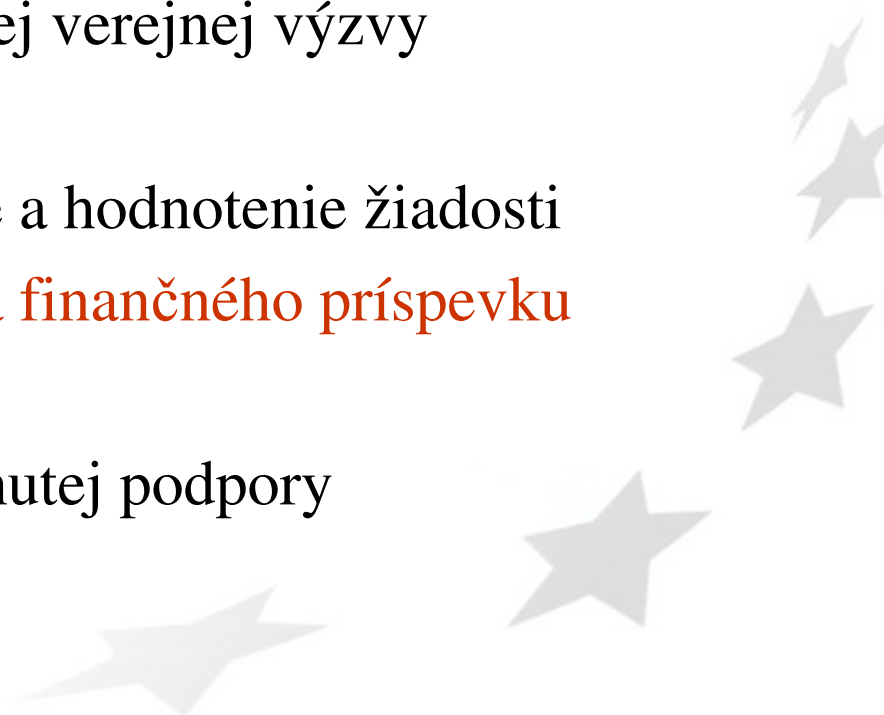 ej verejnej výzvy
a hodnotenie žiadosti
finančného príspevku
nutej podpory